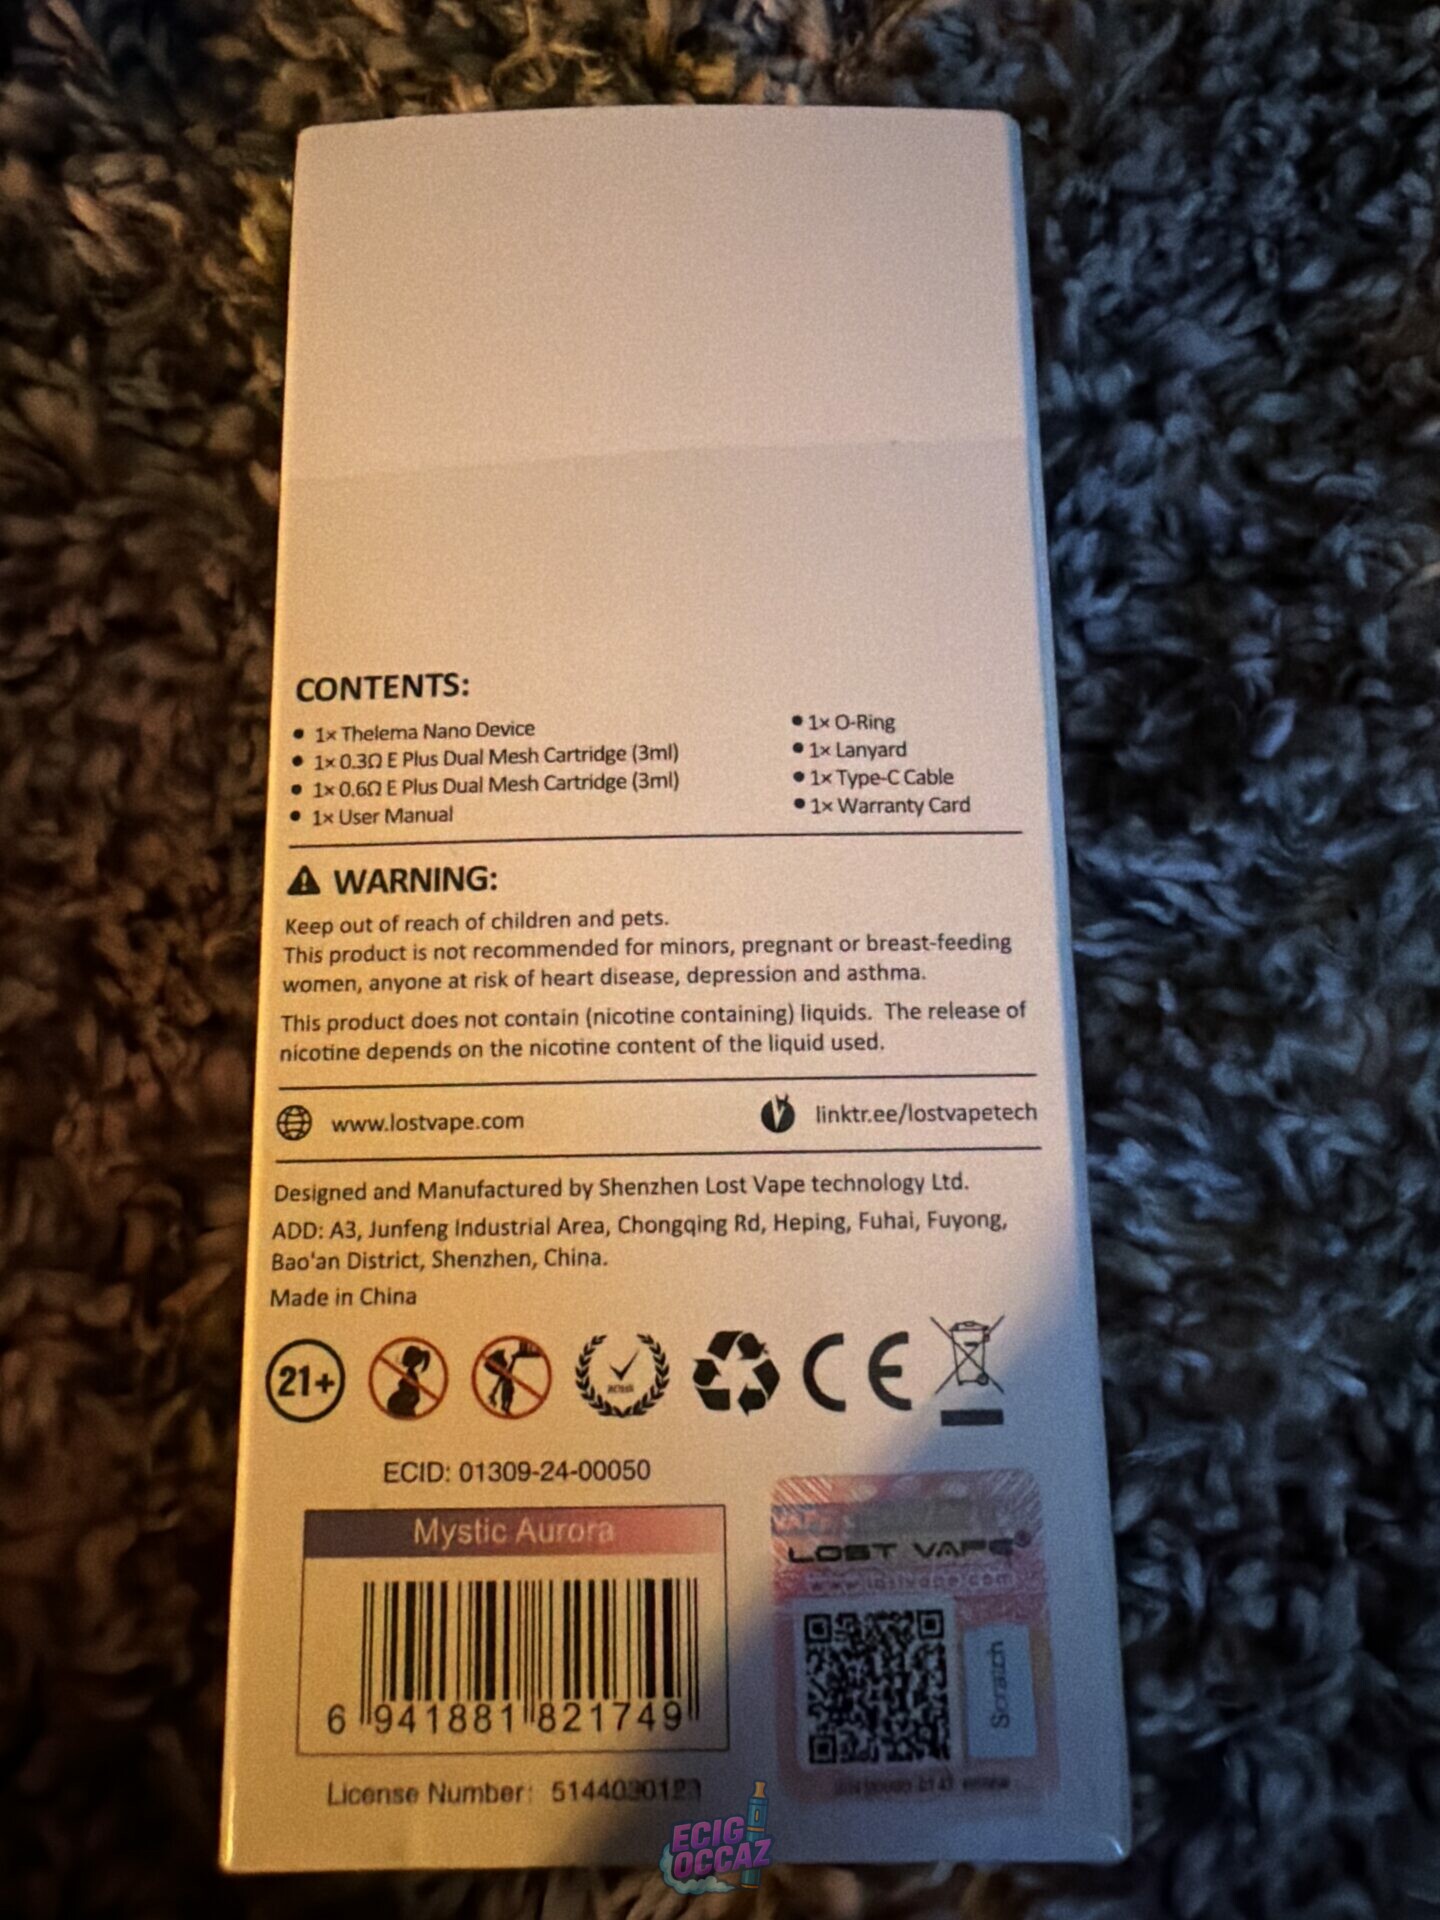 CONTENTS:
● 1× Thelema Nano Device
● 1× 0.3Ω E Plus Dual Mesh Cartridge (3ml)
● 1× 0.6Ω E Plus Dual Mesh Cartridge (3ml)
● 1× User Manual
● 1× O-Ring
● 1× Lanyard
● 1× Type-C Cable
● 1× Warranty Card
WARNING:
Keep out of reach of children and pets.
This product is not recommended for minors, pregnant or breast-feeding
women, anyone at risk of heart disease, depression and asthma.
This product does not contain (nicotine containing) liquids. The release of
nicotine depends on the nicotine content of the liquid used.
www.lostvape.com
linktr.ee/lostvapetech
Designed and Manufactured by Shenzhen Lost Vape technology Ltd.
ADD: A3, Junfeng Industrial Area, Chongqing Rd, Heping, Fuhai, Fuyong,
Bao'an District, Shenzhen, China.
Made in China
21+
CE
ECID: 01309-24-00050
Mystic Aurora
6 941881 821749
License Number: 5144030123
LOST VAPE®
www.lostvape.com
Scratch
ECIG
OCCAZ